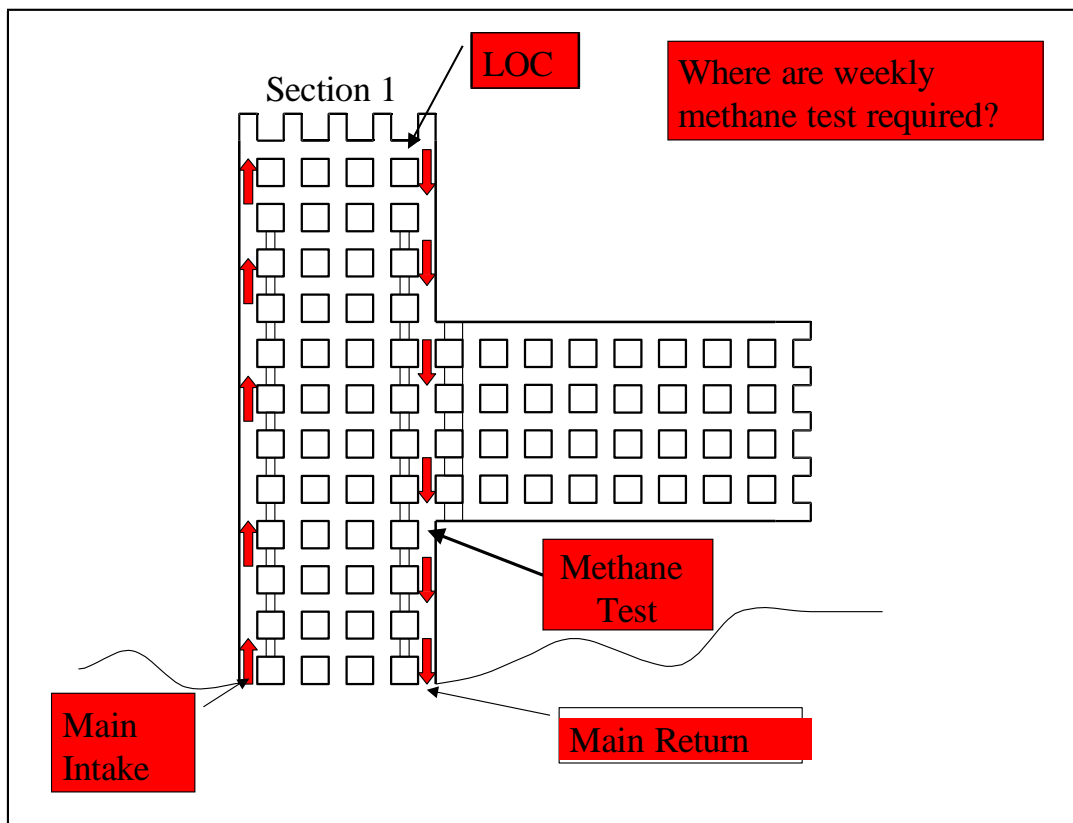 LOC
Where are weekly
methane test required?
Section 1
Methane
Test
Main
Intake
Main Return